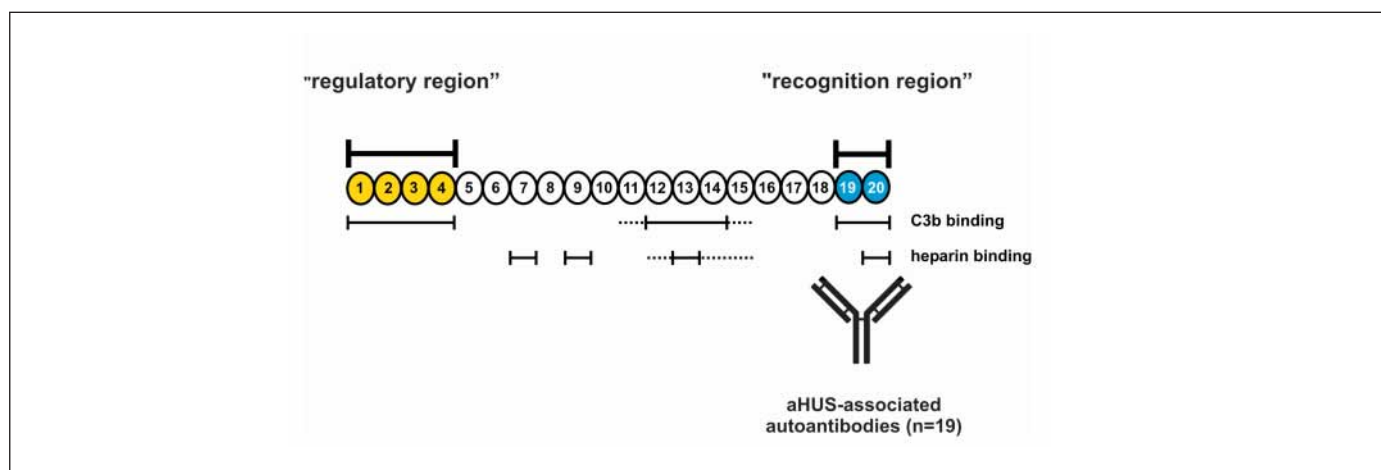 "regulatory region”
"recognition region”
1 2 3 4 5 6 7 8 9 10 11 12 13 14 15 16 17 18 19 20
C3b binding
heparin binding
aHUS-associated
autoantibodies (n=19)